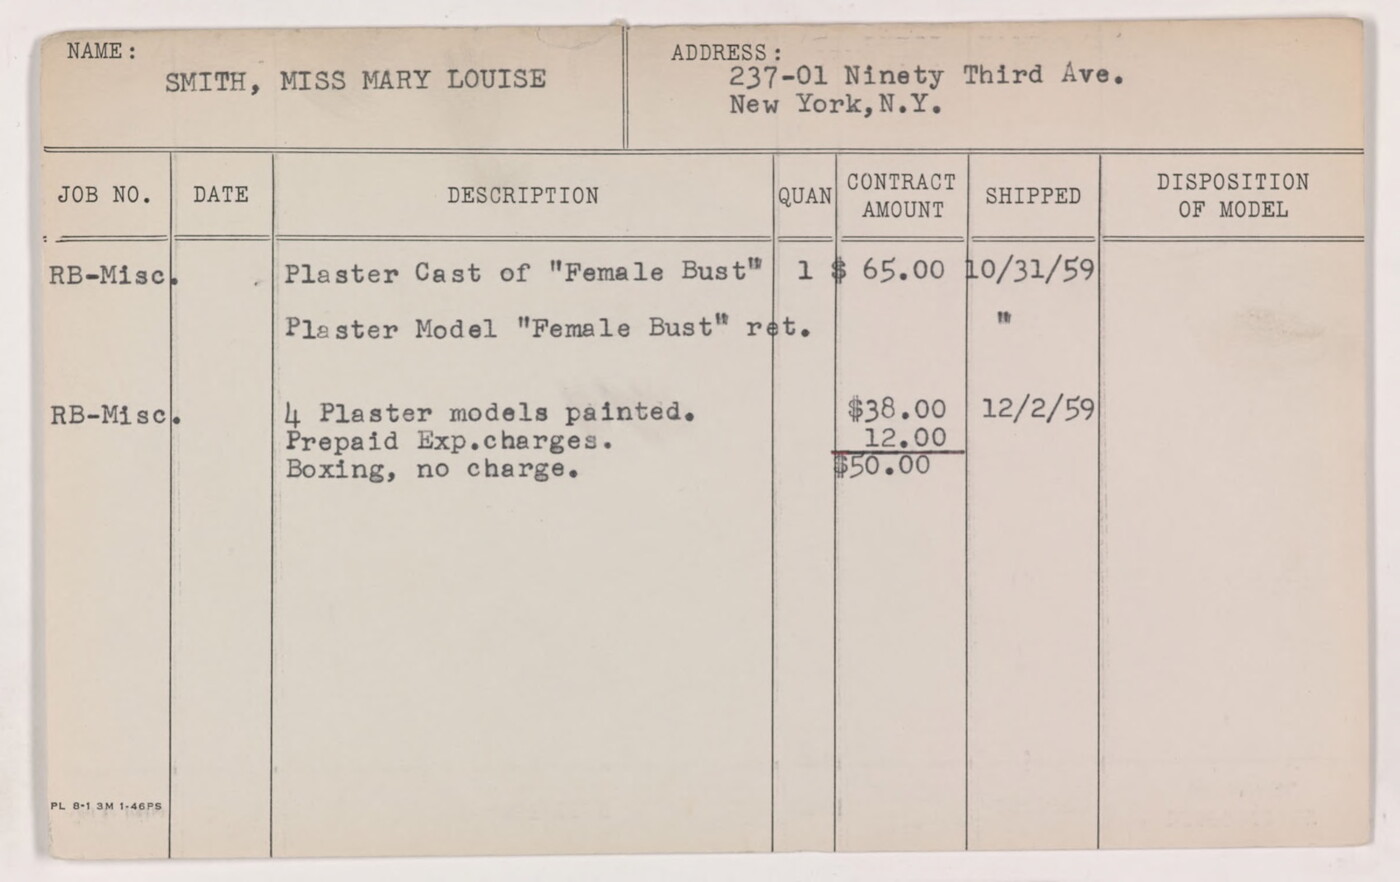 NAME: ADDRESS:
SMITH, MISS MARY LOUISE 237-01 Ninety Third Ave.
New York,N.Y.
JOB NO. DATE DESCRIPTION QUAN CONTRACT AMOUNT SHIPPED DISPOSITION OF MODEL
RB-Misc. Plaster Cast of "Female Bust" 1 $ 65.00 10/31/59
Plaster Model "Female Bust" ret. "
RB-Misc. 4 Plaster models painted. $38.00 12/2/59
Prepaid Exp.charges. 12.00
Boxing, no charge. $50.00
PL 8-1 3M 1-46PS